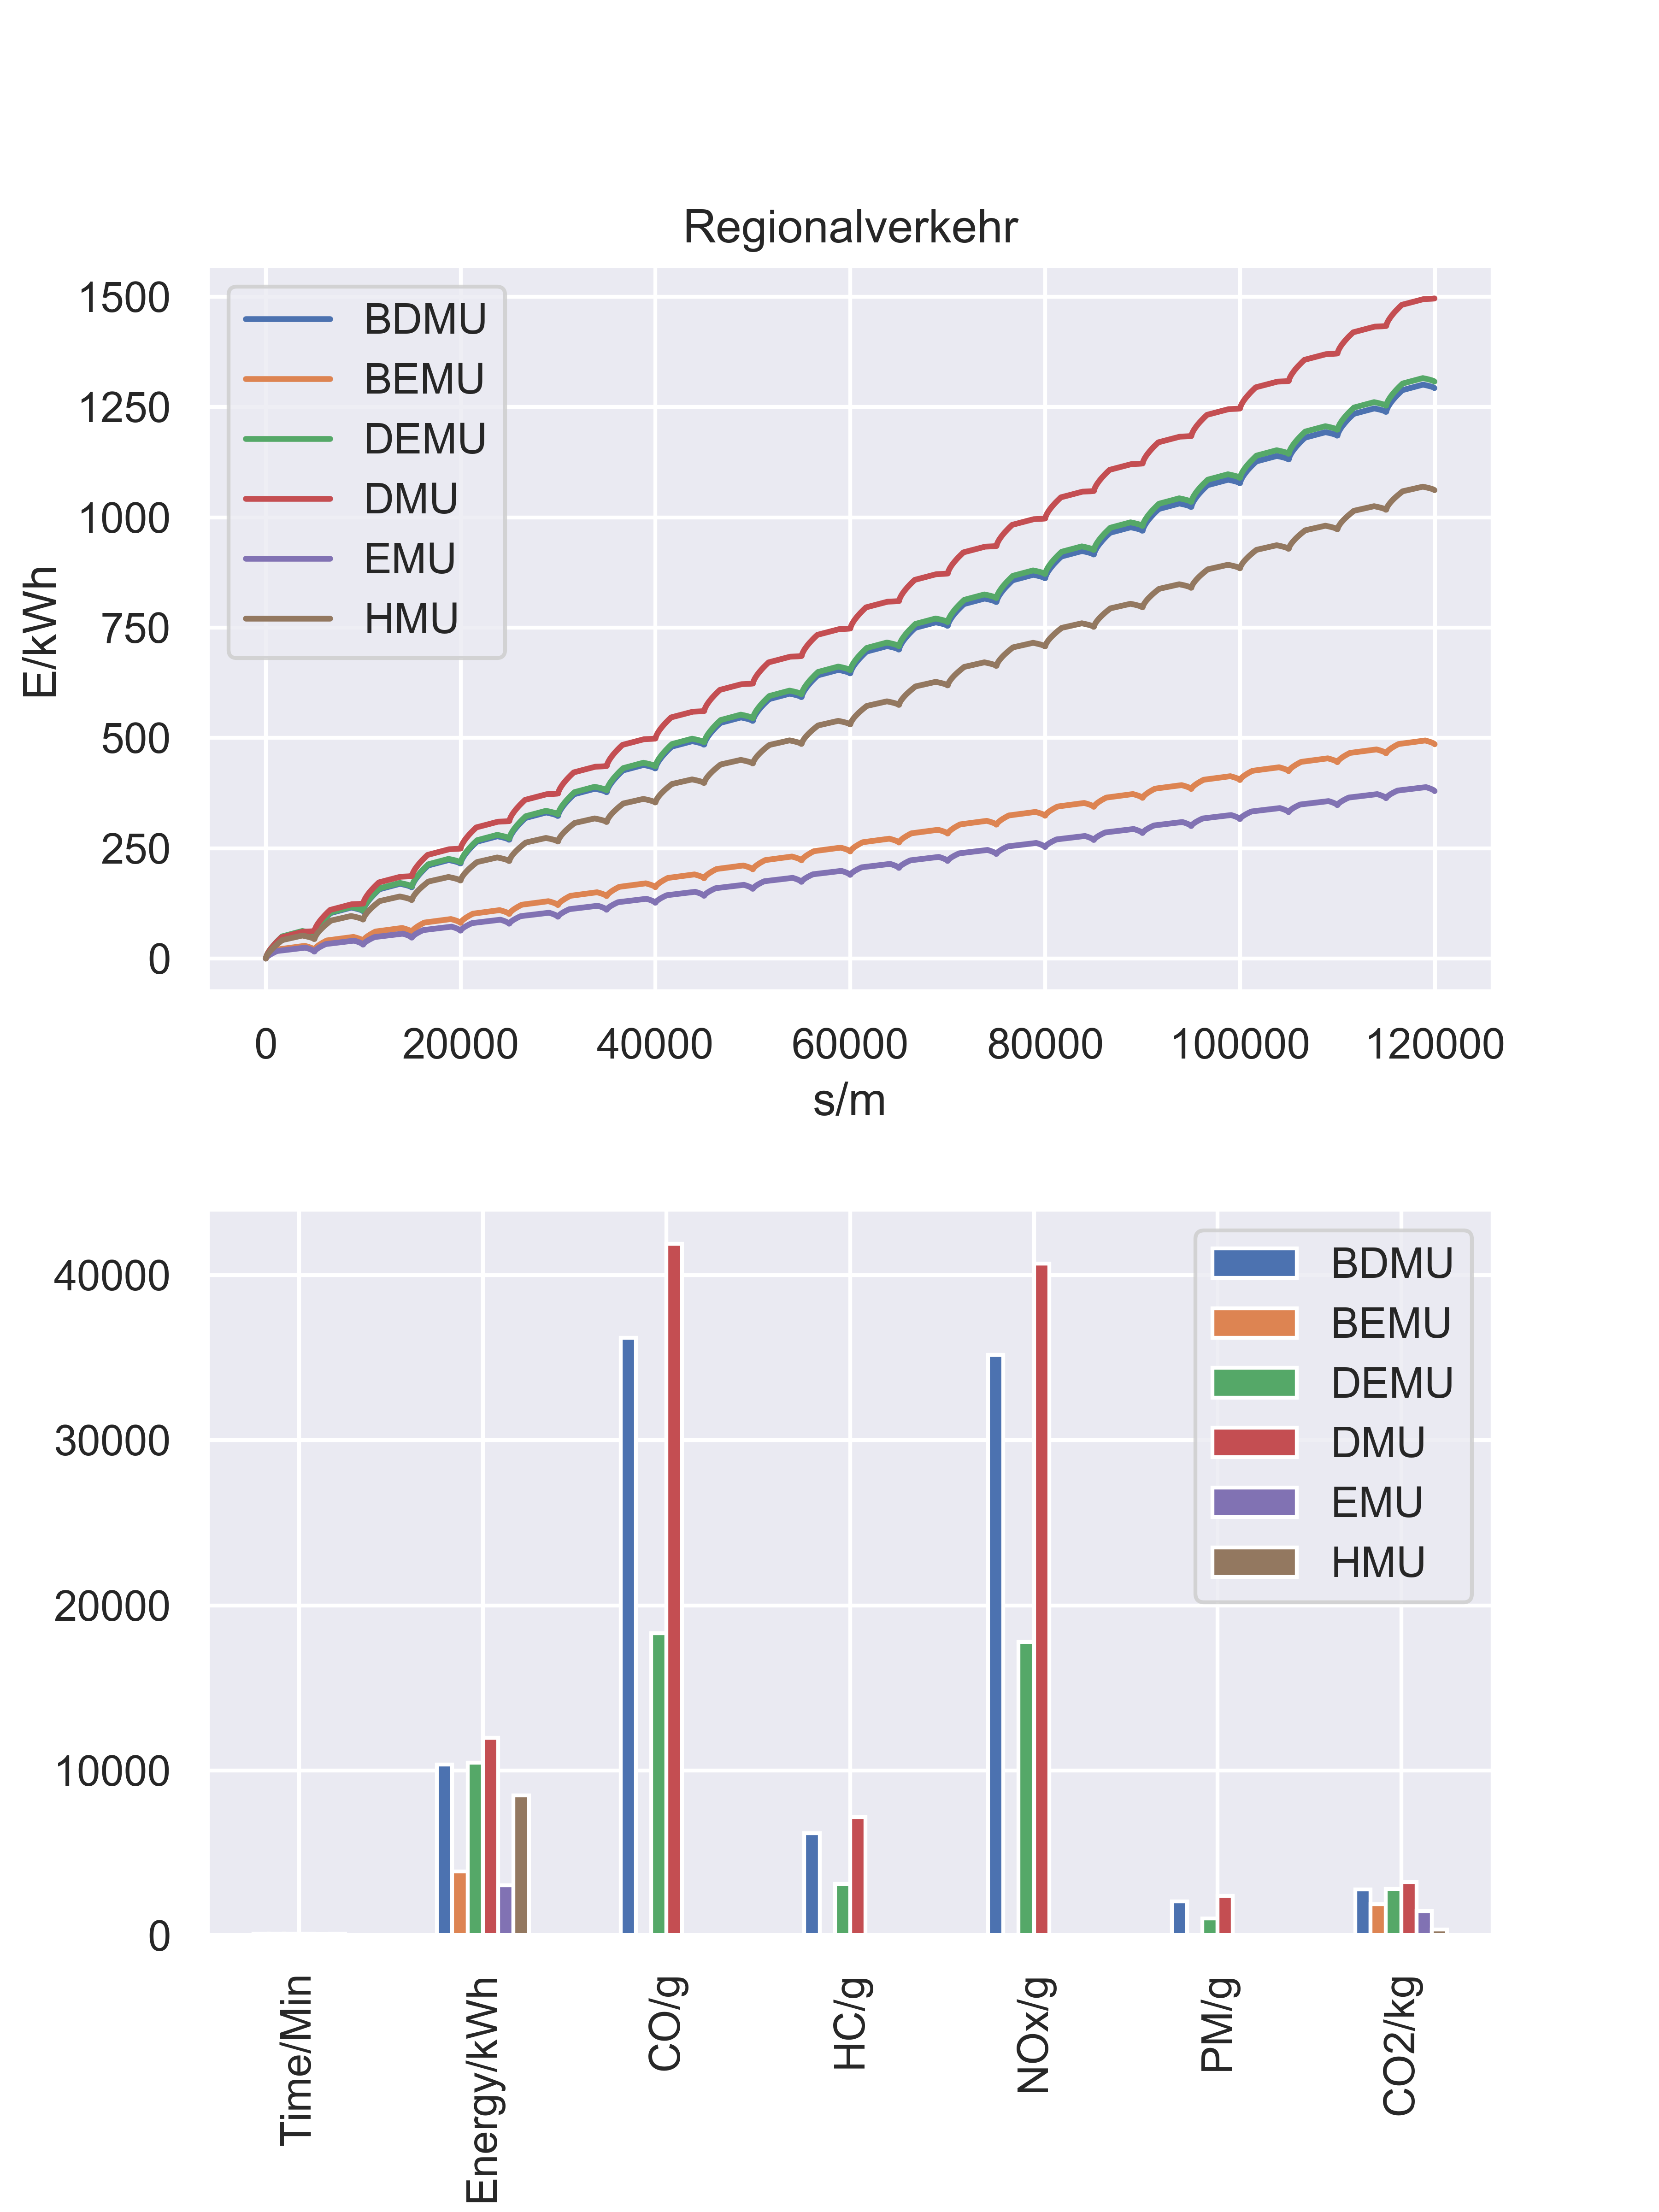 Regionalverkehr
1500
1250
1000
750
500
250
0
E/kWh
BDMU
BEMU
DEMU
DMU
EMU
HMU
0 20000 40000 60000 80000 100000 120000
s/m
40000
30000
20000
10000
0
BDMU
BEMU
DEMU
DMU
EMU
HMU
Time/Min
Energy/kWh
CO/g
HC/g
NOx/g
PM/g
CO2/kg